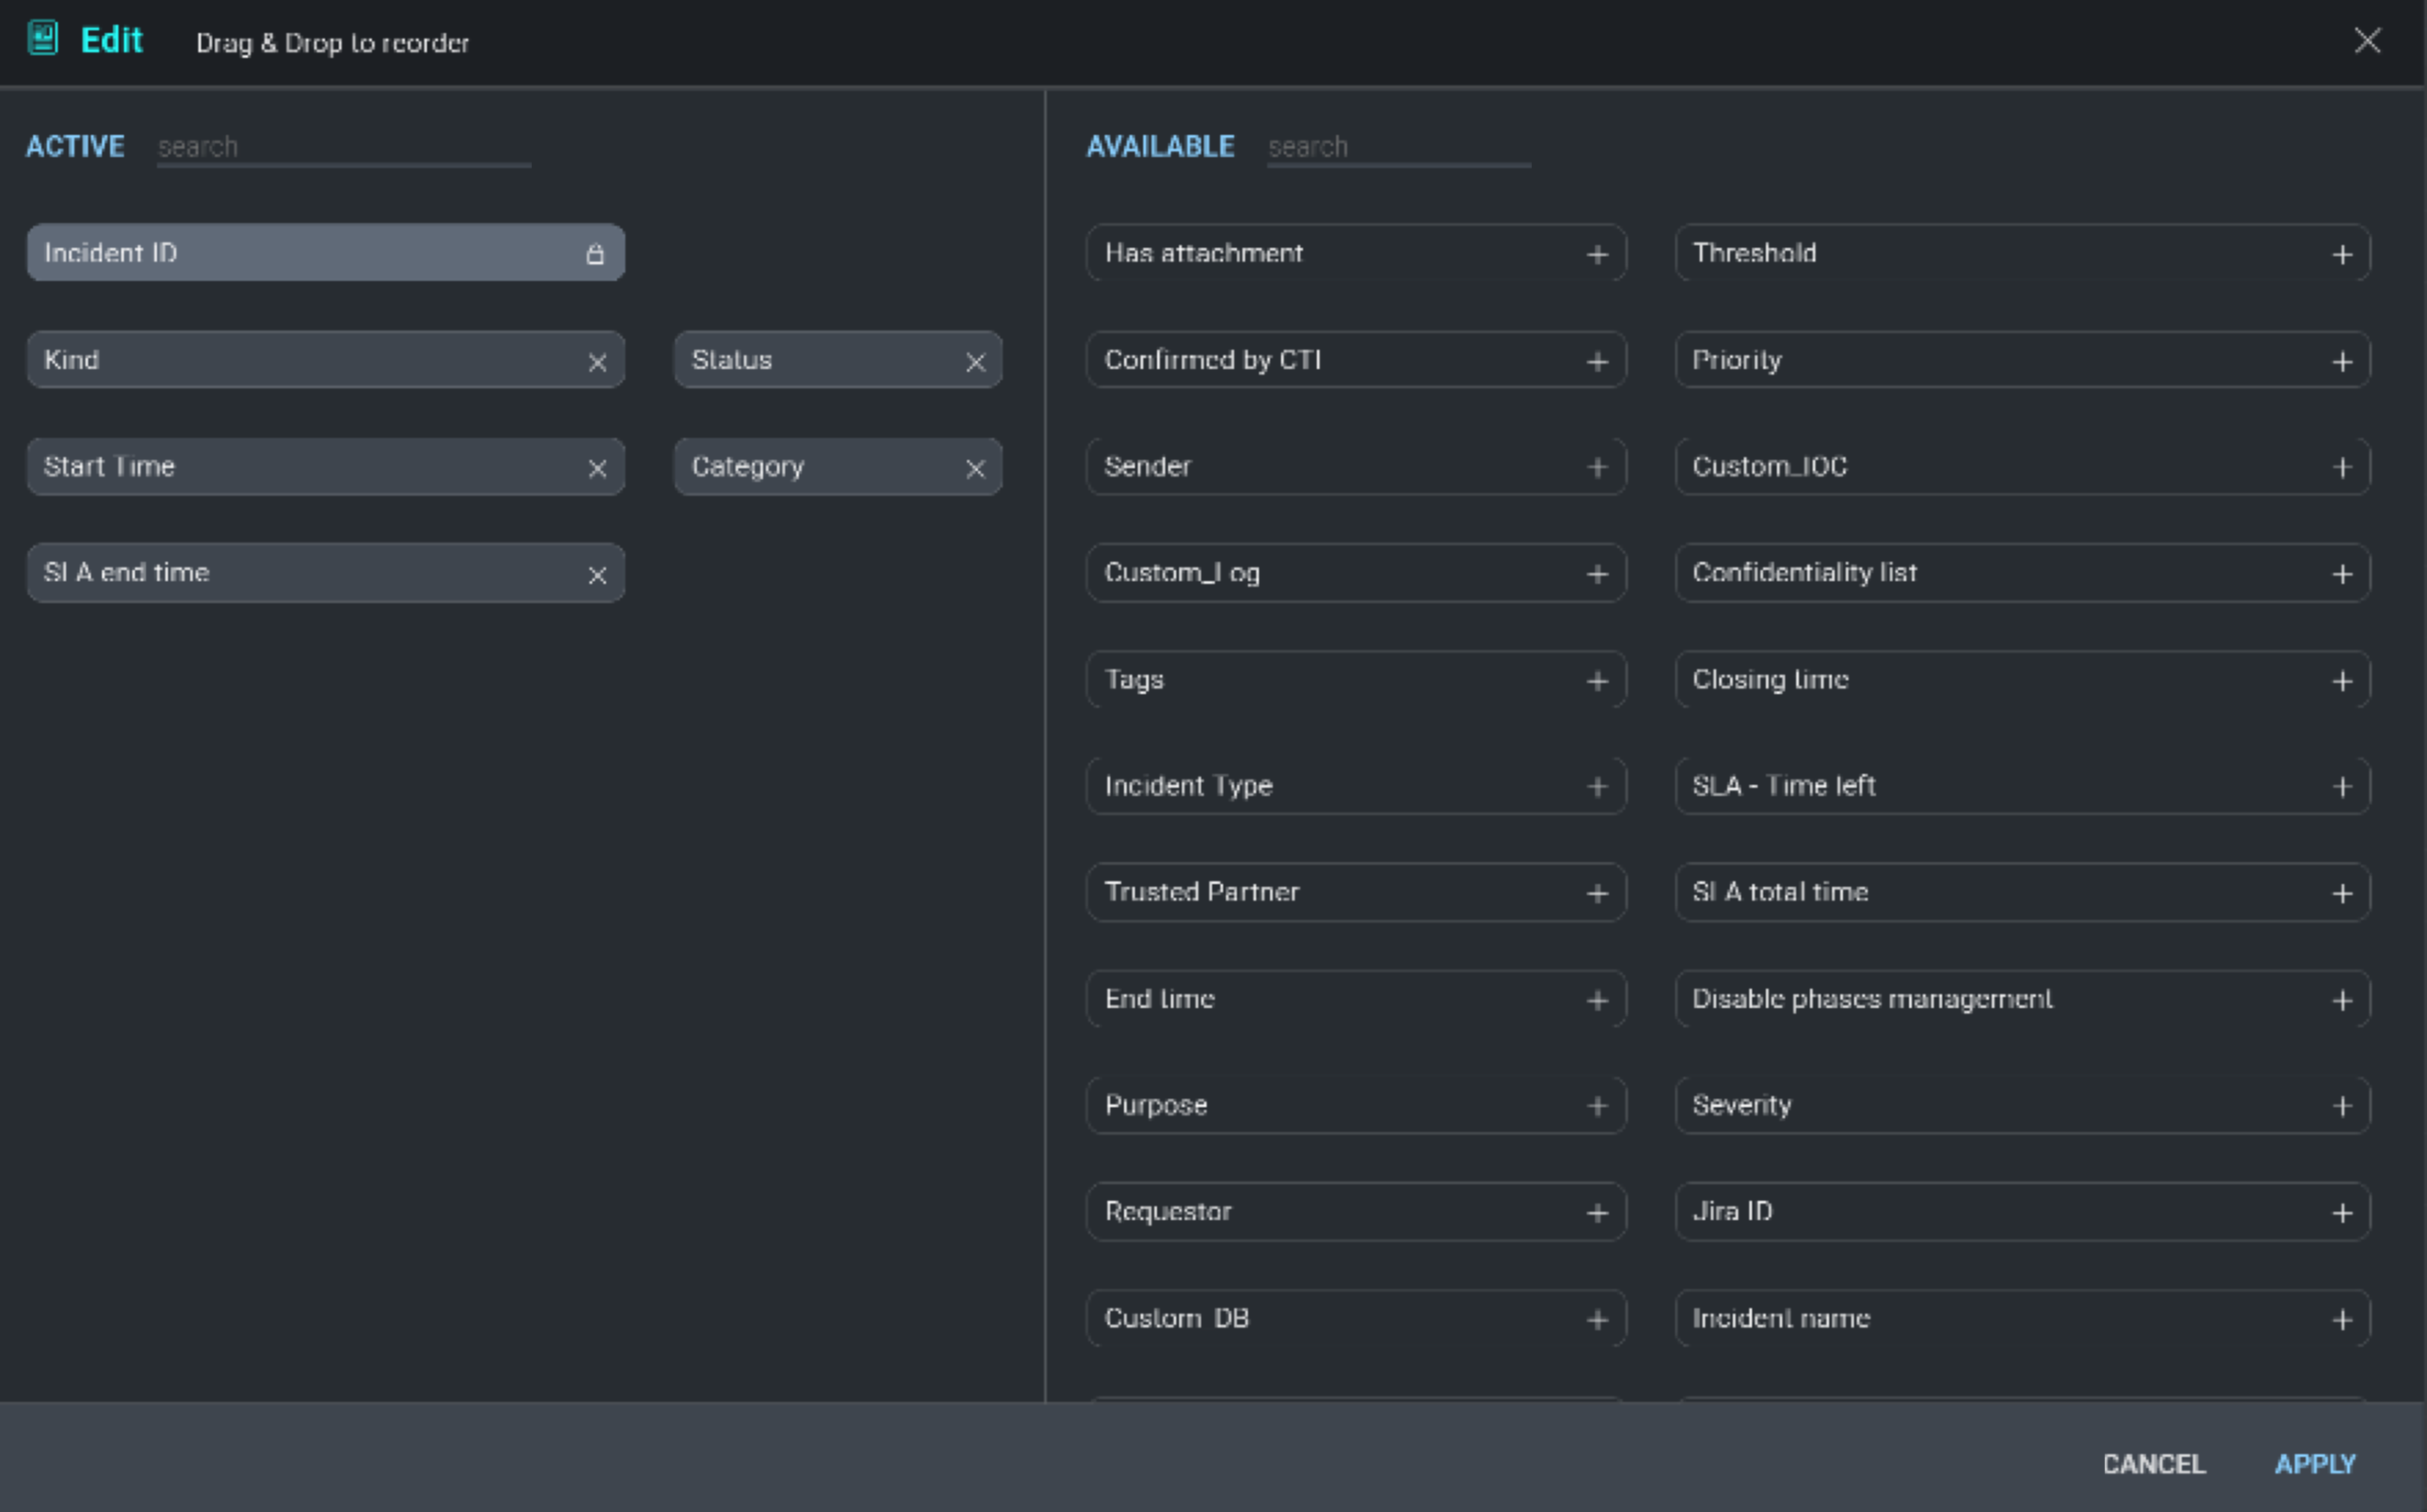 Edit Drag & Drop to reorder
ACTIVE search
Incident ID
Kind Status
Start Time Category
SLA end time
AVAILABLE search
Has attachment Threshold
Confirmed by CTI Priority
Sender Custom_IOC
Custom_Log Confidentiality list
Tags Closing time
Incident Type SLA - Time left
Trusted Partner SLA total time
End time Disable phases management
Purpose Severity
Requestor Jira ID
Custom DB Incident name
CANCEL APPLY